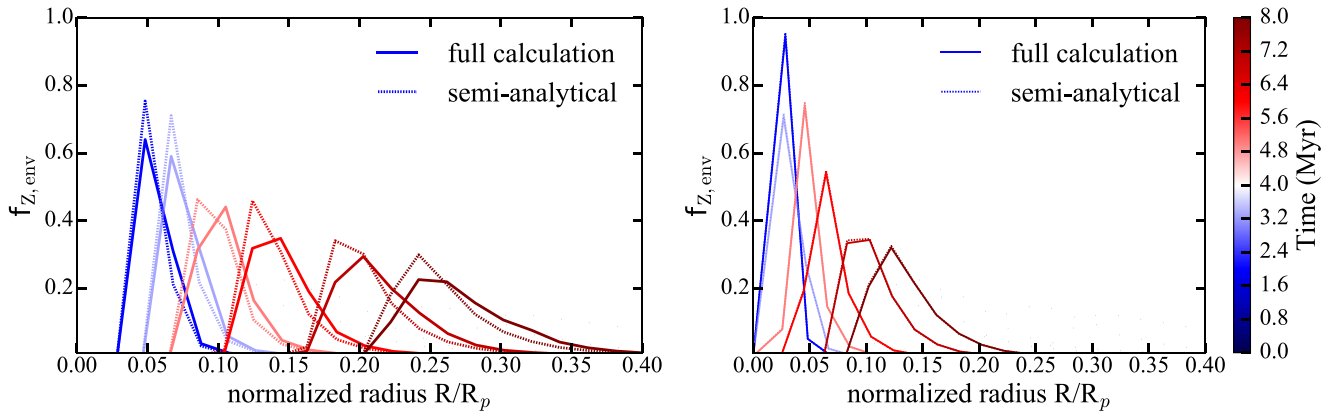 1.0
0.8
0.6
0.4
0.2
f_Z, env
0.00 0.05 0.10 0.15 0.20 0.25 0.30 0.35 0.40
normalized radius R/R_p
full calculation
semi-analytical
1.0
0.8
0.6
0.4
0.2
f_Z, env
0.00 0.05 0.10 0.15 0.20 0.25 0.30 0.35 0.40
normalized radius R/R_p
full calculation
semi-analytical
8.0
7.2
6.4
5.6
4.8
4.0
3.2
2.4
1.6
0.8
0.0
Time (Myr)